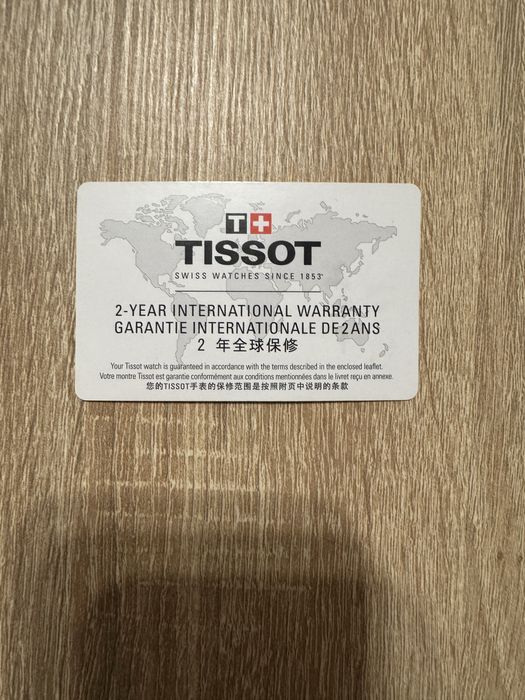 T+
TISSOT
SWISS WATCHES SINCE 1853
2-YEAR INTERNATIONAL WARRANTY
GARANTIE INTERNATIONALE DE 2 ANS
2 年全球保修
Your Tissot watch is guaranteed in accordance with the terms described in the enclosed leaflet.
Votre montre Tissot est garantie conformément aux conditions mentionnées dans le livret reçu en annexe.
您的TISSOT手表的保修范围是按照附页中说明的条款